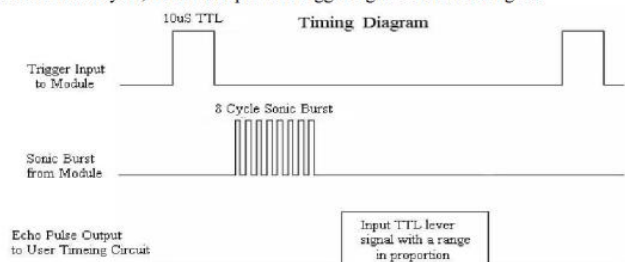 10uS TTL
Timing Diagram
Trigger Input
to Module
8 Cycle Sonic Burst
Sonic Burst
from Module
Echo Pulse Output
to User Timeing Circuit
Input TTL lever
signal with a range
in proportion